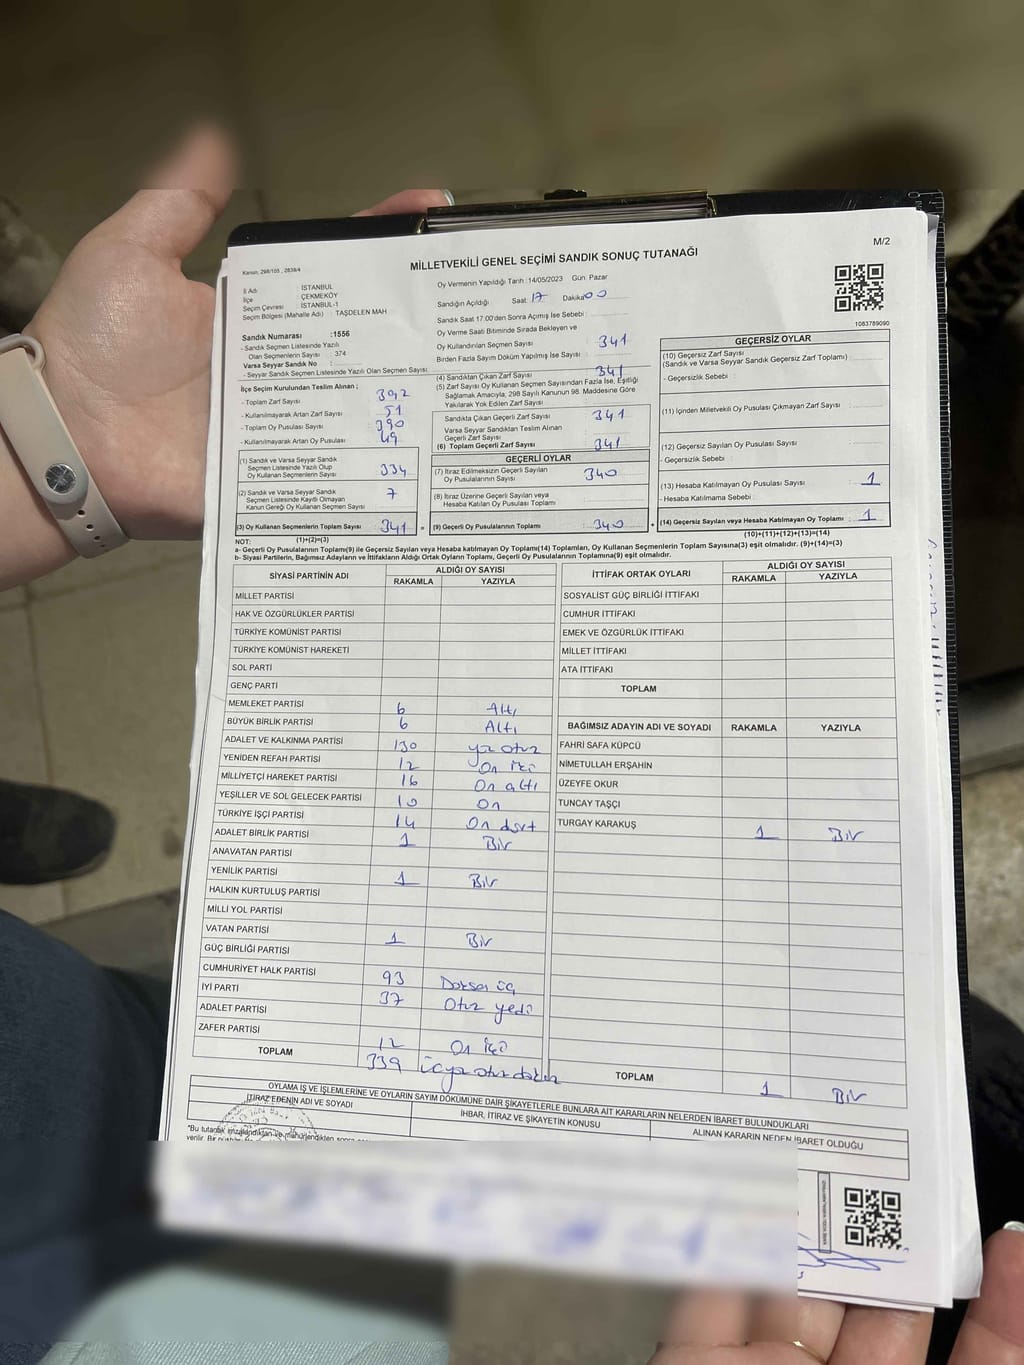 M/2
Kanun, 298/105 , 2839/4
MİLLETVEKİLİ GENEL SEÇİMİ SANDIK SONUÇ TUTANAĞI
1083789090
İl Adı : İSTANBUL
İlçe : ÇEKMEKÖY
Seçim Çevresi : İSTANBUL-1
Seçim Bölgesi (Mahalle Adı) : TAŞDELEN MAH
Sandık Numarası :1556
- Sandık Seçmen Listesinde Yazılı
Olan Seçmenlerin Sayısı : 374
Varsa Seyyar Sandık No :
- Seyyar Sandık Seçmen Listesinde Yazılı Olan Seçmen Sayısı:
Oy Vermenin Yapıldığı Tarih :14/05/2023 Gün: Pazar
Sandığın Açıldığı Saat: 17 Dakika 00
Sandık Saat 17:00'den Sonra Açımış İse Sebebi :
Oy Verme Saati Bitiminde Sırada Bekleyen ve
Oy Kullandırılan Seçmen Sayısı : 341
Birden Fazla Sayım Döküm Yapılmış İse Sayısı :
İlçe Seçim Kurulundan Teslim Alınan ;
- Toplam Zarf Sayısı : 392
- Kullanılmayarak Artan Zarf Sayısı : 51
- Toplam Oy Pusulası Sayısı : 390
- Kullanılmayarak Artan Oy Pusulası : 49
(1) Sandık ve Varsa Seyyar Sandık
Seçmen Listesinde Yazılı Olup
Oy Kullanan Seçmenlerin Sayısı : 334
(2) Sandık ve Varsa Seyyar Sandık
Seçmen Listesinde Kayıtlı Olmayan
Kanun Gereği Oy Kullanan Seçmen Sayısı : 7
(3) Oy Kullanan Seçmenlerin Toplam Sayısı : 341 =
(1)+(2)=(3)
(4) Sandıktan Çıkan Zarf Sayısı : 341
(5) Zarf Sayısı Oy Kullanan Seçmen Sayısından Fazla İse, Eşitliği
Sağlamak Amacıyla, 298 Sayılı Kanunun 98. Maddesine Göre
Yakılarak Yok Edilen Zarf Sayısı
Sandıkta Çıkan Geçerli Zarf Sayısı : 341
Varsa Seyyar Sandıktan Teslim Alınan
Geçerli Zarf Sayısı :
(6) Toplam Geçerli Zarf Sayısı : 341
GEÇERLİ OYLAR
(7) İtiraz Edilmeksizin Geçerli Sayılan
Oy Pusulalarının Sayısı : 340
(8) İtiraz Üzerine Geçerli Sayılan veya
Hesaba Katılan Oy Pusulası Toplamı :
(9) Geçerli Oy Pusulalarının Toplamı : 340 +
GEÇERSİZ OYLAR
(10) Geçersiz Zarf Sayısı
(Sandık ve Varsa Seyyar Sandık Geçersiz Zarf Toplamı) :
- Geçersizlik Sebebi :
(11) İçinden Milletvekili Oy Pusulası Çıkmayan Zarf Sayısı :
(12) Geçersiz Sayılan Oy Pusulası Sayısı :
- Geçersizlik Sebebi :
(13) Hesaba Katılmayan Oy Pusulası Sayısı : 1
- Hesaba Katılmama Sebebi :
(14) Geçersiz Sayılan veya Hesaba Katılmayan Oy Toplamı : 1
(10)+(11)+(12)+(13)=(14)
NOT:
a- Geçerli Oy Pusulalarının Toplamı(9) ile Geçersiz Sayılan veya Hesaba katılmayan Oy Toplamı(14) Toplamları, Oy Kullanan Seçmenlerin Toplam Sayısına(3) eşit olmalıdır. (9)+(14)=(3)
b- Siyasi Partilerin, Bağımsız Adayların ve İttifakların Aldığı Ortak Oyların Toplamı, Geçerli Oy Pusulalarının Toplamına(9) eşit olmalıdır.
SİYASİ PARTİNİN ADI ALDIĞI OY SAYISI
RAKAMLA YAZIYLA
MİLLET PARTİSİ
HAK VE ÖZGÜRLÜKLER PARTİSİ
TÜRKİYE KOMÜNİST PARTİSİ
TÜRKİYE KOMÜNİST HAREKETİ
SOL PARTİ
GENÇ PARTİ
MEMLEKET PARTİSİ 6 Altı
BÜYÜK BİRLİK PARTİSİ 6 Altı
ADALET VE KALKINMA PARTİSİ 130 yüz otuz
YENİDEN REFAH PARTİSİ 12 On iki
MİLLİYETÇİ HAREKET PARTİSİ 16 On altı
YEŞİLLER VE SOL GELECEK PARTİSİ 10 On
TÜRKİYE İŞÇİ PARTİSİ 14 On dört
ADALET BİRLİK PARTİSİ 1 Bir
ANAVATAN PARTİSİ
YENİLİK PARTİSİ 1 Bir
HALKIN KURTULUŞ PARTİSİ
MİLLİ YOL PARTİSİ
VATAN PARTİSİ 1 Bir
GÜÇ BİRLİĞİ PARTİSİ
CUMHURİYET HALK PARTİSİ 93 Doksan üç
İYİ PARTİ 37 Otuz yedi
ADALET PARTİSİ
ZAFER PARTİSİ 12 On iki
TOPLAM 339 üçyüz otuz dokuz
İTTİFAK ORTAK OYLARI ALDIĞI OY SAYISI
RAKAMLA YAZIYLA
SOSYALİST GÜÇ BİRLİĞİ İTTİFAKI
CUMHUR İTTİFAKI
EMEK VE ÖZGÜRLÜK İTTİFAKI
MİLLET İTTİFAKI
ATA İTTİFAKI
TOPLAM
BAĞIMSIZ ADAYIN ADI VE SOYADI RAKAMLA YAZIYLA
FAHRİ SAFA KÜPCÜ
NİMETULLAH ERŞAHİN
ÜZEYFE OKUR
TUNCAY TAŞÇI
TURGAY KARAKUŞ 1 Bir
TOPLAM 1 Bir
OYLAMA İŞ VE İŞLEMLERİNE VE OYLARIN SAYIM DÖKÜMÜNE DAİR ŞİKAYETLERLE BUNLARA AİT KARARLARIN NELERDEN İBARET BULUNDUKLARI
İTİRAZ EDENİN ADI VE SOYADI
İHBAR, İTİRAZ VE ŞİKAYETİN KONUSU
ALINAN KARARIN NEDEN İBARET OLDUĞU
"Bu tutanak imzalandıktan ve mühürlendikten sonra